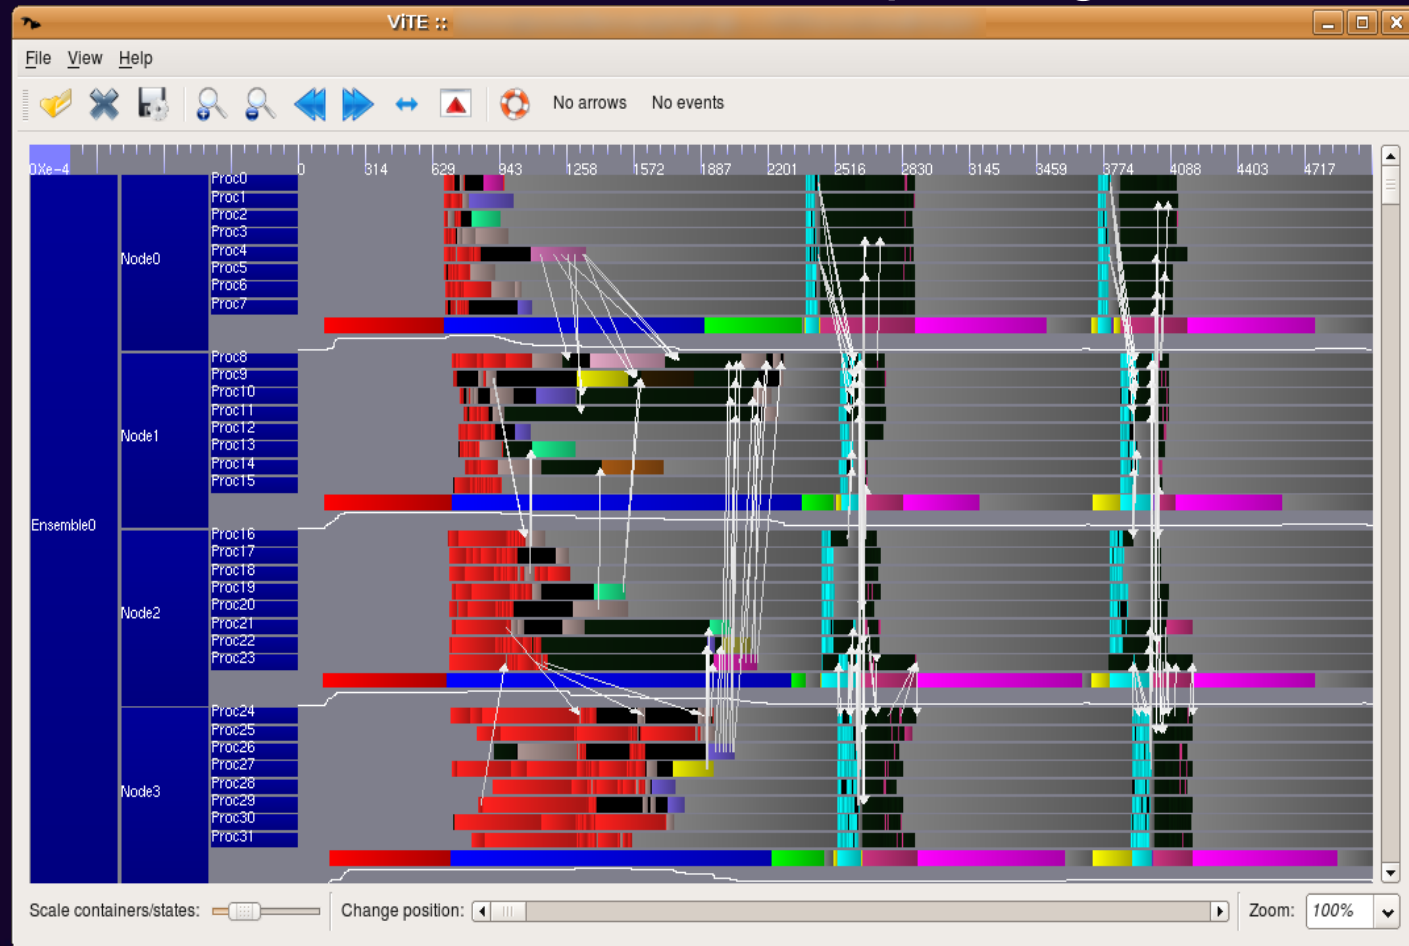 ViTE ::
File View Help
No arrows No events
0Xe-4 0 314 629 943 1258 1572 1887 2201 2516 2830 3145 3459 3774 4088 4403 4717
Proc0
Proc1
Proc2
Proc3
Proc4
Node0
Proc5
Proc6
Proc7
Proc8
Proc9
Proc10
Proc11
Proc12
Node1
Proc13
Proc14
Proc15
Ensemble0
Proc16
Proc17
Proc18
Proc19
Proc20
Node2
Proc21
Proc22
Proc23
Proc24
Proc25
Proc26
Proc27
Proc28
Node3
Proc29
Proc30
Proc31
Scale containers/states: Change position: Zoom: 100%